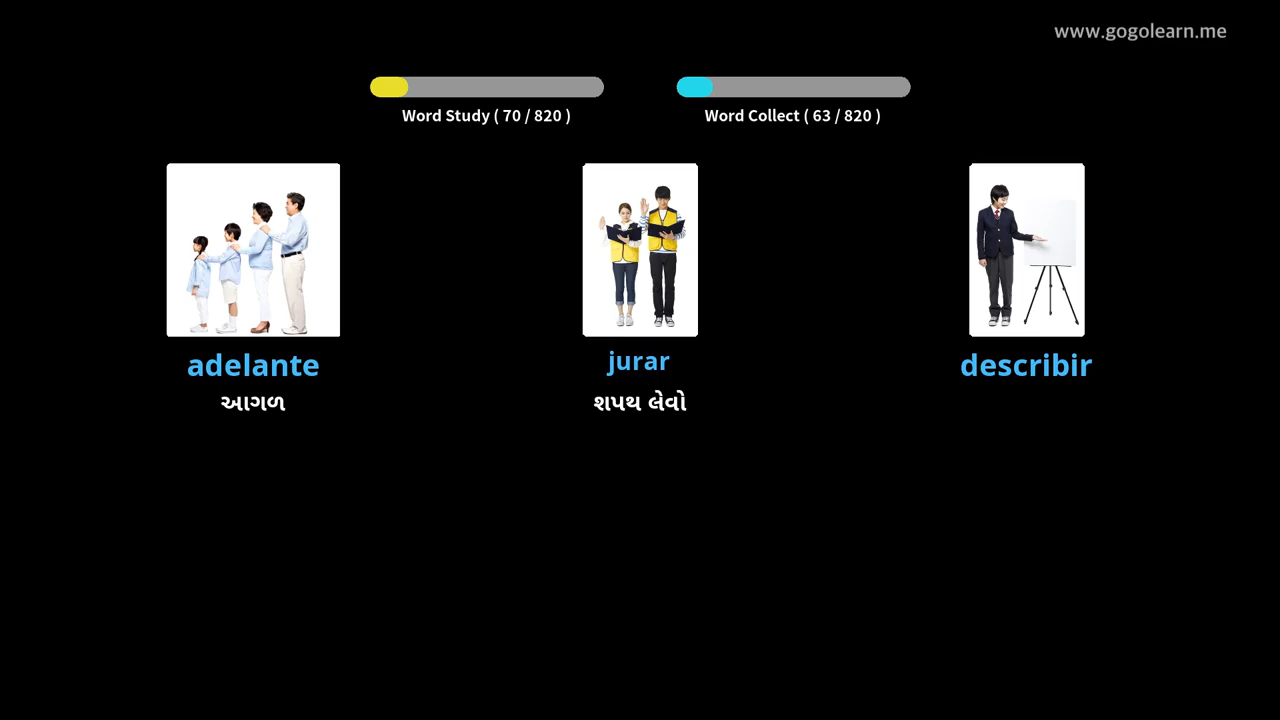 www.gogolearn.me
Word Study ( 70 / 820 )
Word Collect ( 63 / 820 )
adelante
આગળ
jurar
શપથ લેવો
describir